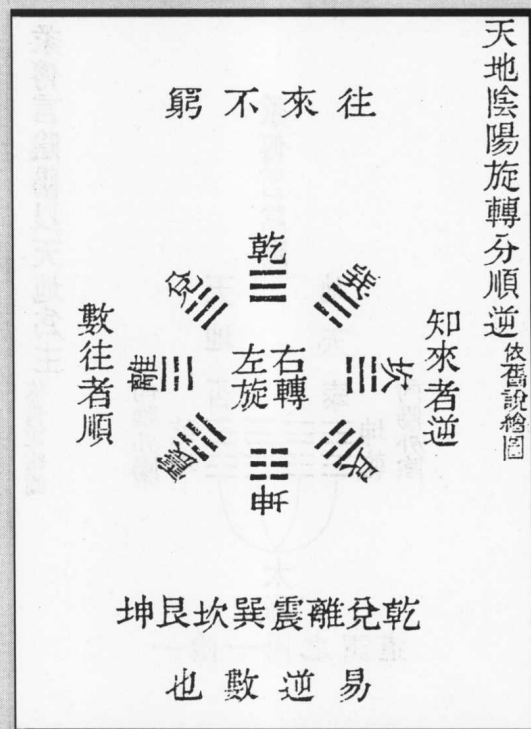 天地陰陽旋轉分順逆依舊說繪圖
往來不窮
乾
兌
巽
知來者逆
數往者順
離
右轉
左旋
坎
震
艮
坤
乾兌離震巽坎艮坤
易逆數也